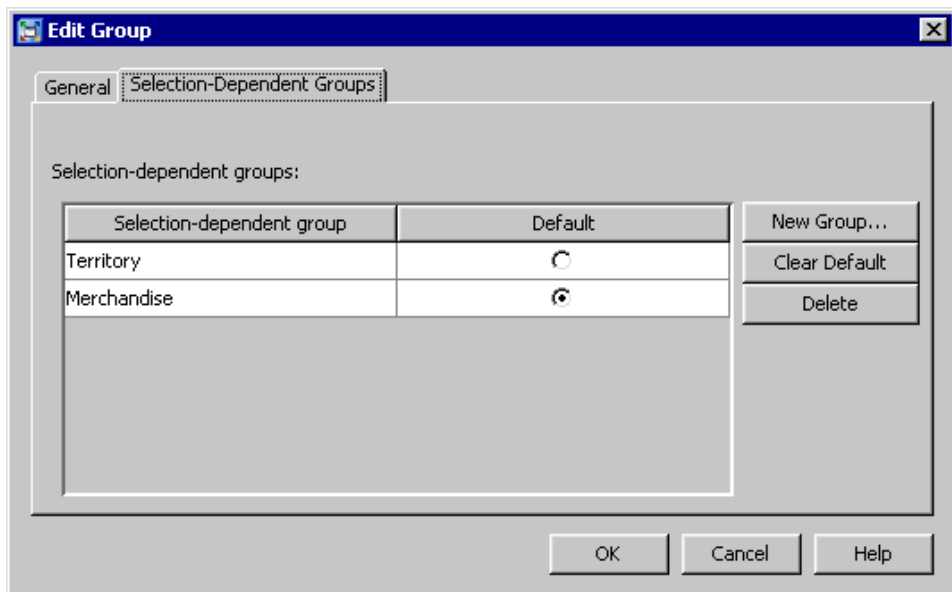 Edit Group
General Selection-Dependent Groups
Selection-dependent groups:
Selection-dependent group Default New Group...
Territory Clear Default
Merchandise Delete
OK Cancel Help